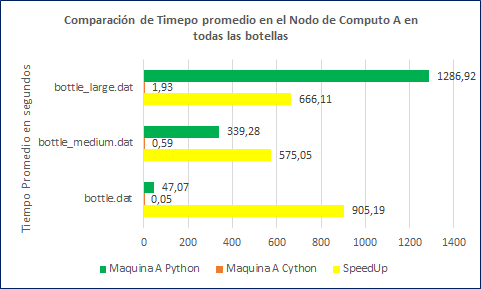 Comparación de Timepo promedio en el Nodo de Computo A en
todas las botellas
Tiempo Promedio en segundos
bottle_large.dat
1286,92
1,93
666,11
bottle_medium.dat
339,28
0,59
575,05
bottle.dat
47,07
0,05
905,19
0 200 400 600 800 1000 1200 1400
Maquina A Python Maquina A Cython SpeedUp